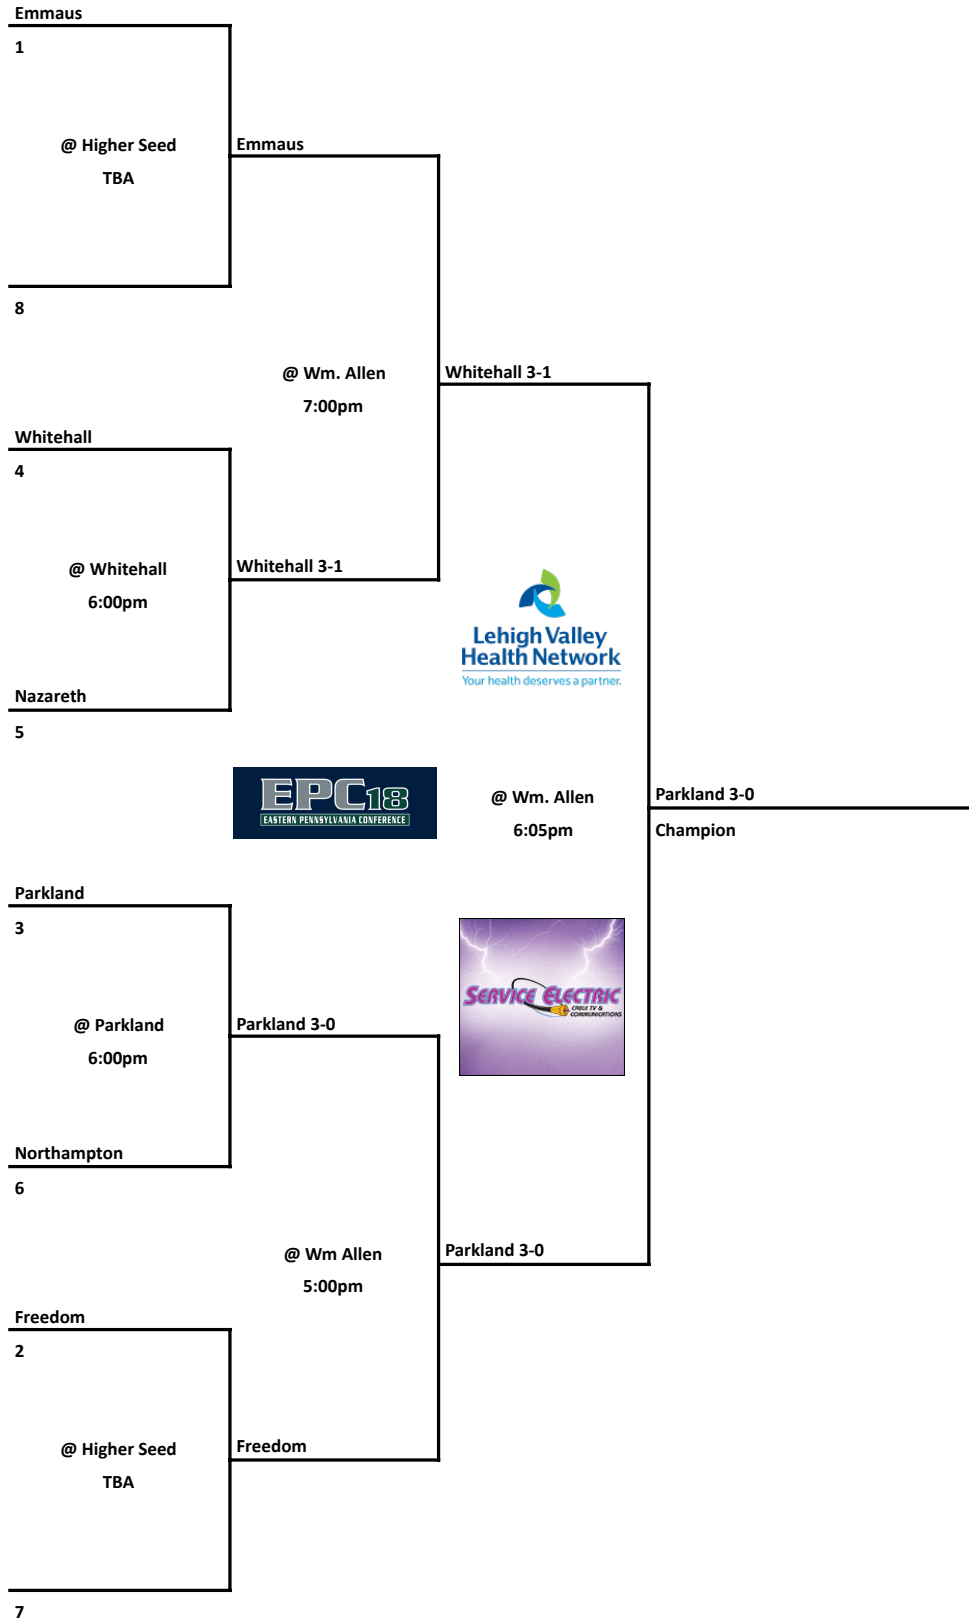 Emmaus
1
@ Higher Seed
TBA
Emmaus
8
@ Wm. Allen
7:00pm
Whitehall 3-1
Whitehall
4
@ Whitehall
6:00pm
Whitehall 3-1
Nazareth
5
Lehigh Valley
Health Network
Your health deserves a partner.
EPC18
EASTERN PENNSYLVANIA CONFERENCE
@ Wm. Allen
6:05pm
Parkland 3-0
Champion
Parkland
3
@ Parkland
6:00pm
Parkland 3-0
SERVICE ELECTRIC
CABLE TV &
COMMUNICATIONS
Northampton
6
@ Wm Allen
5:00pm
Parkland 3-0
Freedom
2
@ Higher Seed
TBA
Freedom
7